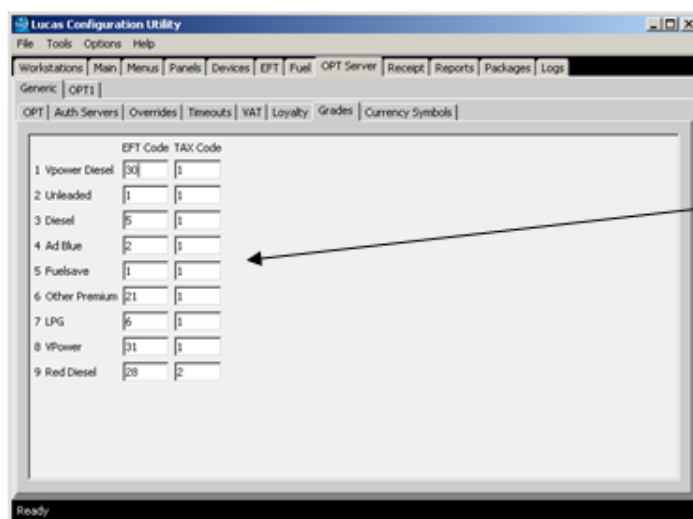 Lucas Configuration Utility
File Tools Options Help
Workstations Main Menus Panels Devices EFT Fuel OPT Server Receipt Reports Packages Logs
Generic OPT1
OPT Auth Servers Overrides Timeouts VAT Loyalty Grades Currency Symbols
EFT Code TAX Code
1 Vpower Diesel 30 1
2 Unleaded 1 1
3 Diesel 5 1
4 Ad Blue 2 1
5 Fuelsave 1 1
6 Other Premium 21 1
7 LPG 6 1
8 VPower 31 1
9 Red Diesel 28 2
Ready